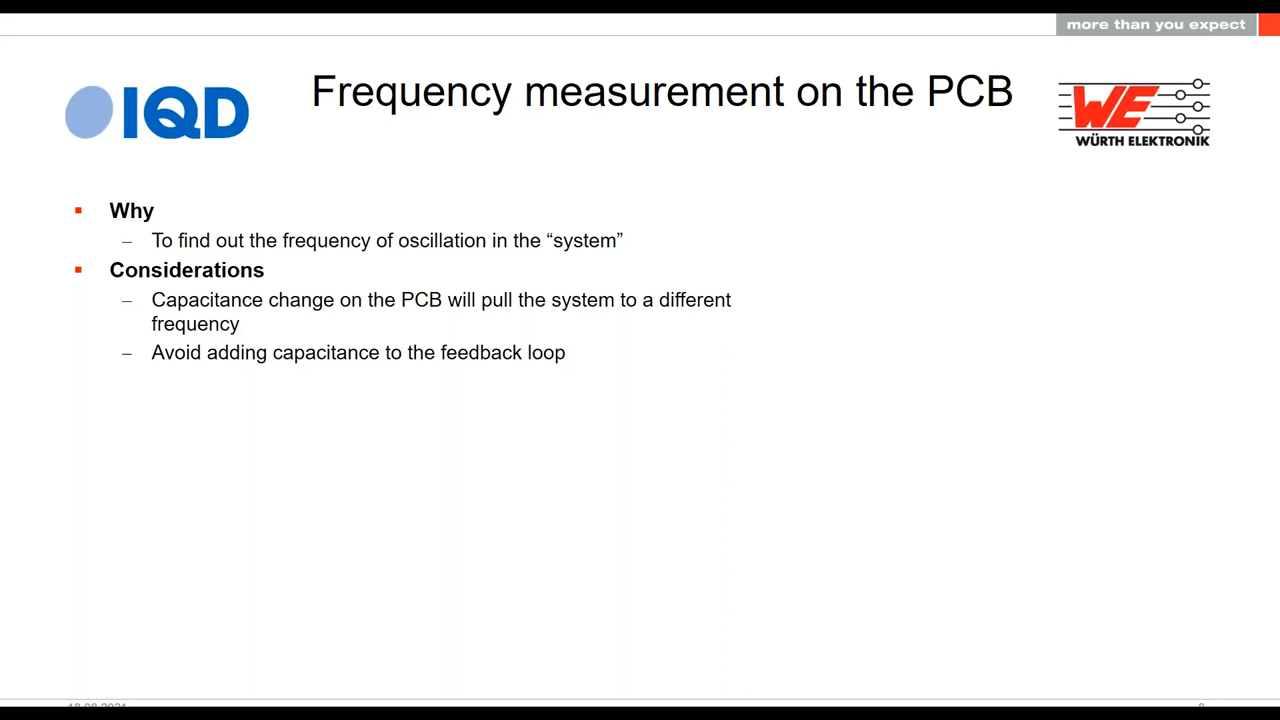 more than you expect
IQD
Frequency measurement on the PCB
WE
WÜRTH ELEKTRONIK
Why
– To find out the frequency of oscillation in the “system”
Considerations
– Capacitance change on the PCB will pull the system to a different
frequency
– Avoid adding capacitance to the feedback loop